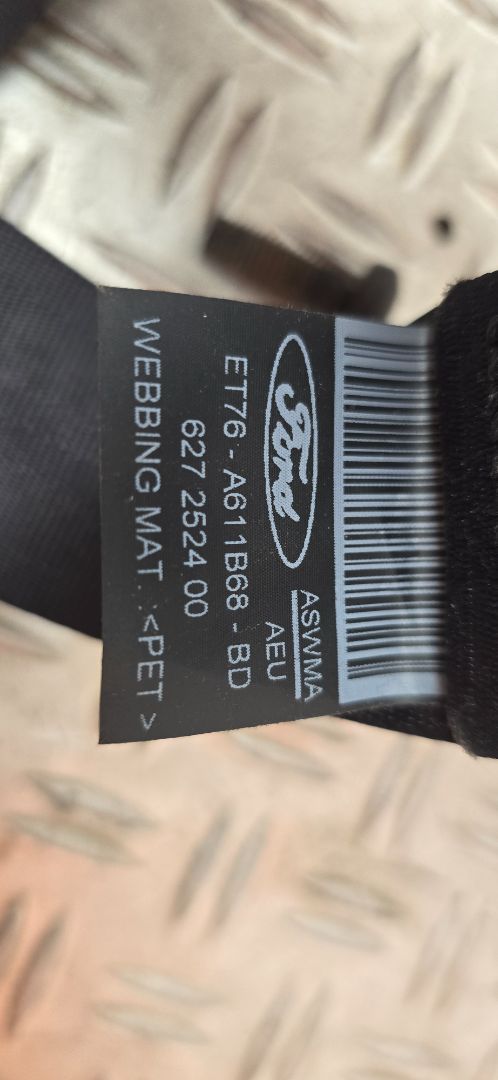 ASWMA
AEU
Ford
ET76 - A611B68 - BD
627 2524 00
WEBBING MAT. :<PET >